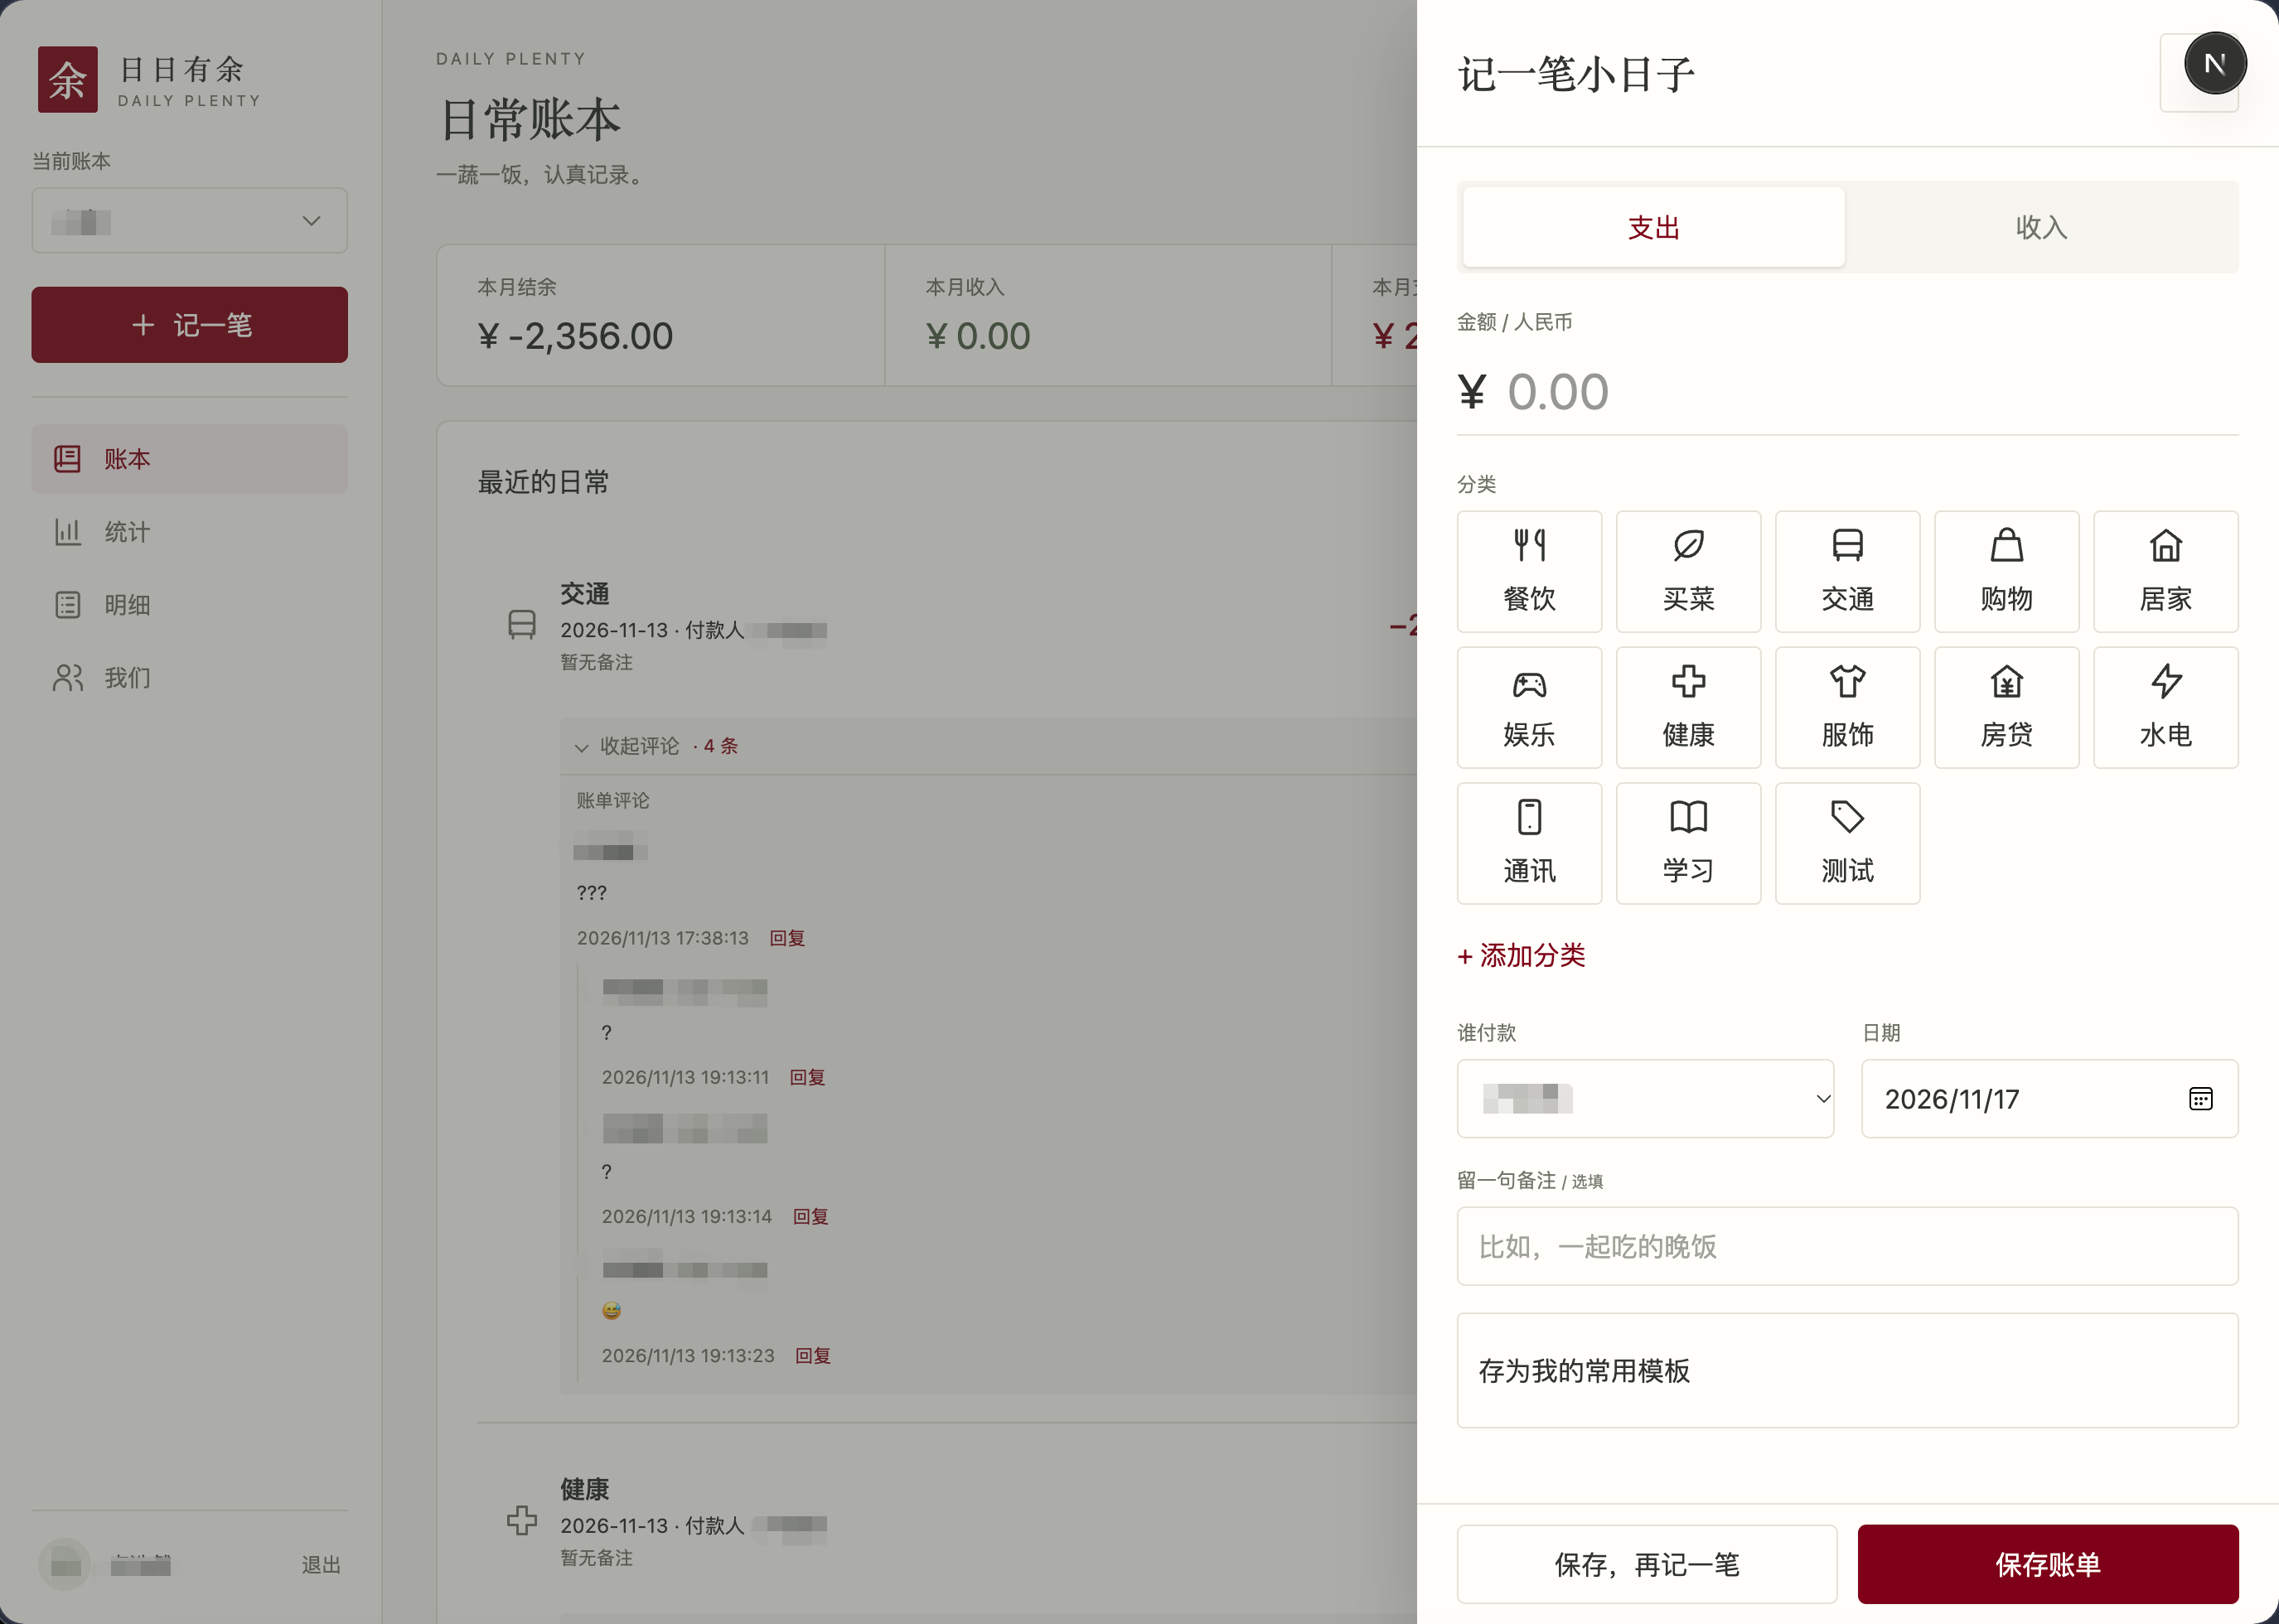 余
日日有余
DAILY PLENTY
当前账本
记一笔
账本
统计
明细
我们
退出
DAILY PLENTY
日常账本
一蔬一饭，认真记录。
本月结余
¥ -2,356.00
本月收入
¥ 0.00
本月
¥ 2
最近的日常
交通
2026-11-13 · 付款人
暂无备注
−2
收起评论 · 4 条
账单评论
???
2026/11/13 17:38:13 回复
?
2026/11/13 19:13:11 回复
?
2026/11/13 19:13:14 回复
😅
2026/11/13 19:13:23 回复
健康
2026-11-13 · 付款人
暂无备注
记一笔小日子
N
支出
收入
金额 / 人民币
¥ 0.00
分类
餐饮
买菜
交通
购物
居家
娱乐
健康
服饰
房贷
水电
通讯
学习
测试
+ 添加分类
谁付款
日期
2026/11/17
留一句备注 / 选填
比如，一起吃的晚饭
存为我的常用模板
保存，再记一笔
保存账单